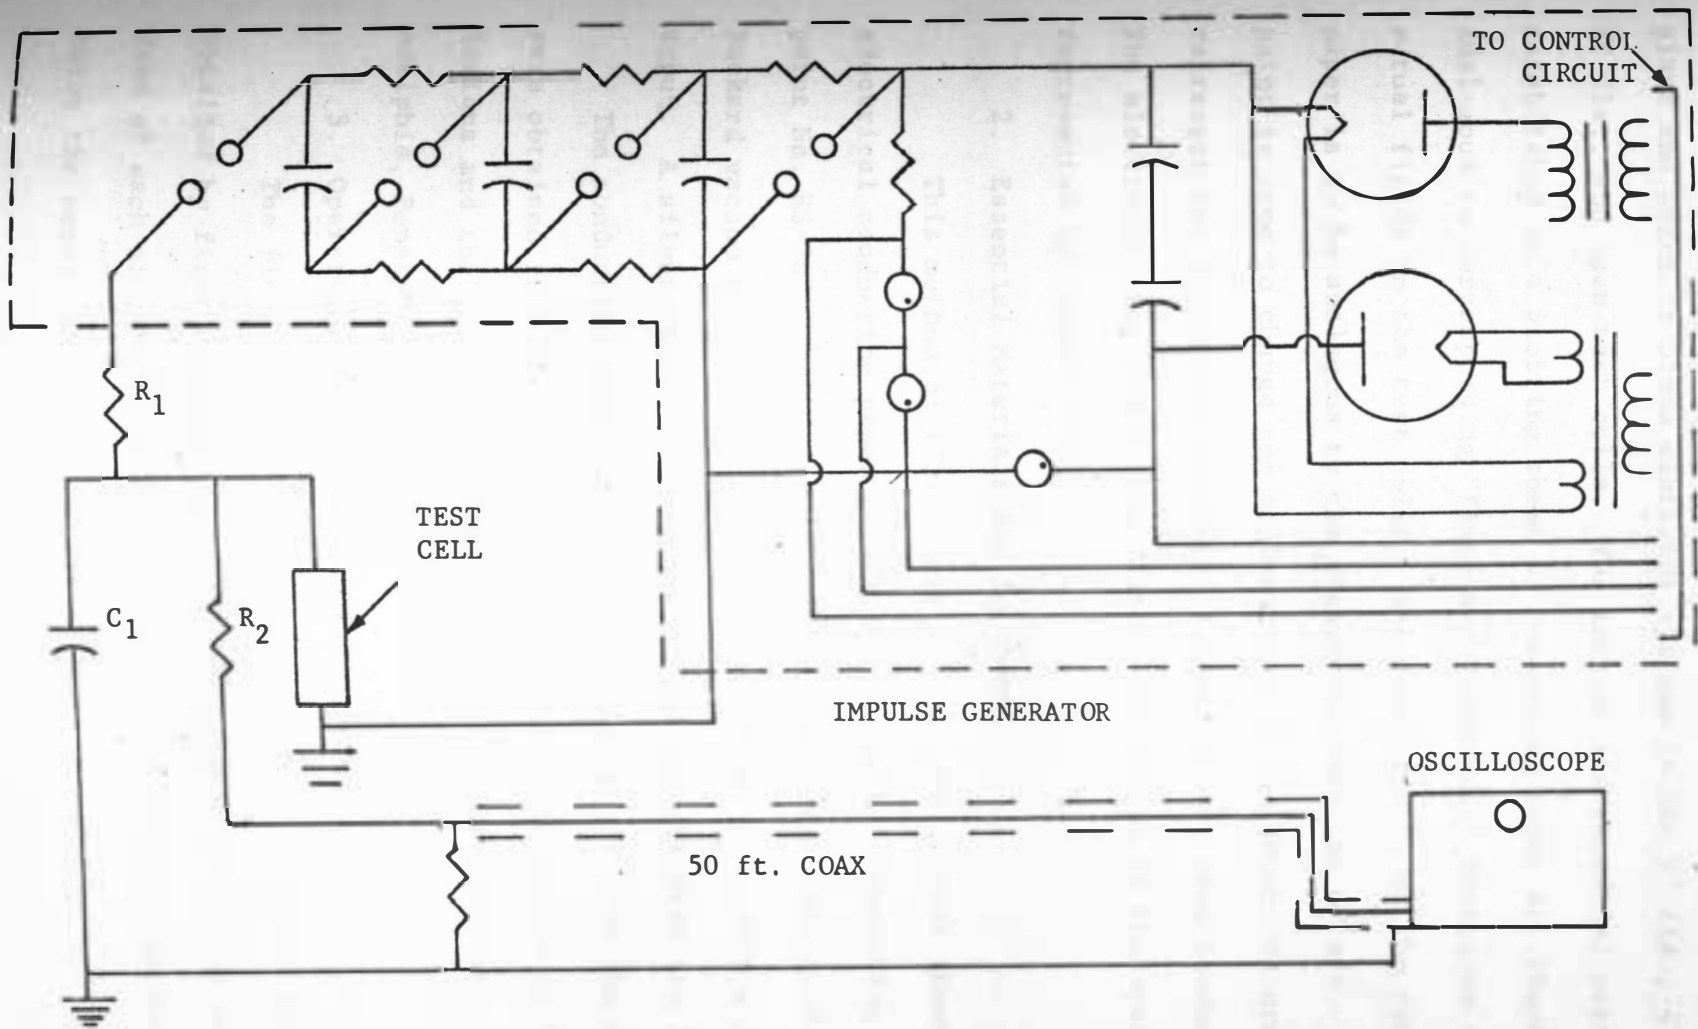 TO CONTROL
CIRCUIT
R1
TEST
CELL
C1
R2
IMPULSE GENERATOR
OSCILLOSCOPE
50 ft. COAX